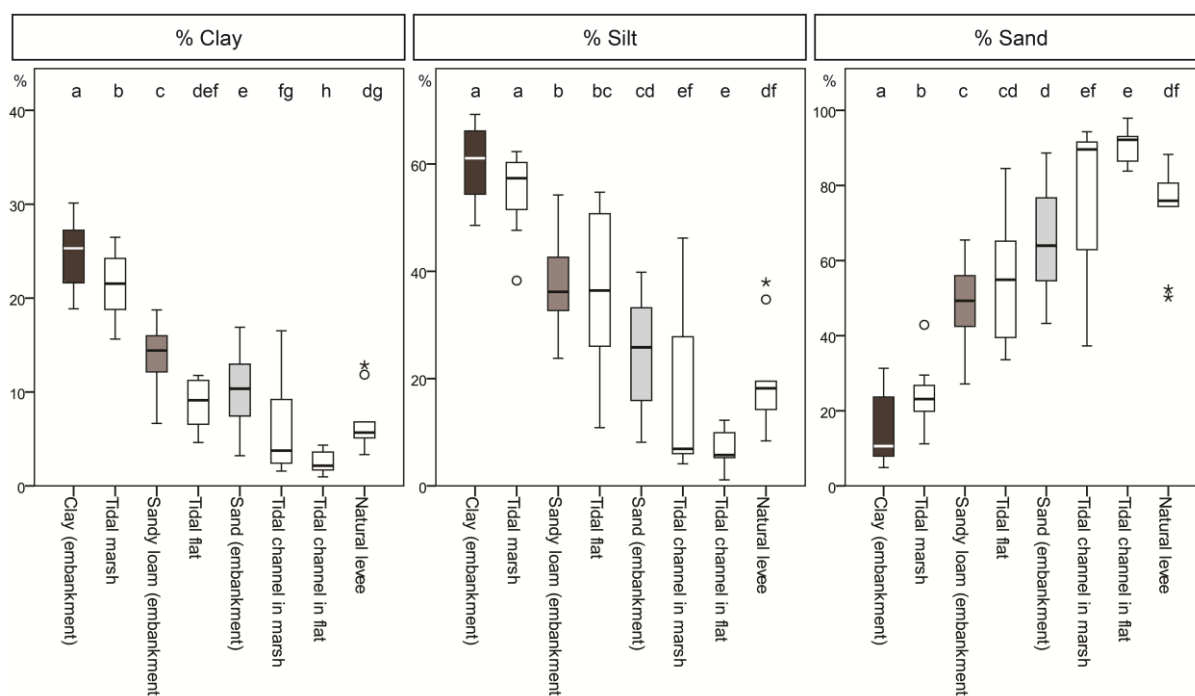 % Clay
% Silt
% Sand
%
a b c def e fg h dg
40
30
20
10
0
Clay (embankment)
Tidal marsh
Sandy loam (embankment)
Tidal flat
Sand (embankment)
Tidal channel in marsh
Tidal channel in flat
Natural levee
%
a a b bc cd ef e df
60
40
20
0
Clay (embankment)
Tidal marsh
Sandy loam (embankment)
Tidal flat
Sand (embankment)
Tidal channel in marsh
Tidal channel in flat
Natural levee
%
a b c cd d ef e df
100
80
60
40
20
0
Clay (embankment)
Tidal marsh
Sandy loam (embankment
Tidal flat
Sand (embankment)
Tidal channel in marsh
Tidal channel in flat
Natural levee